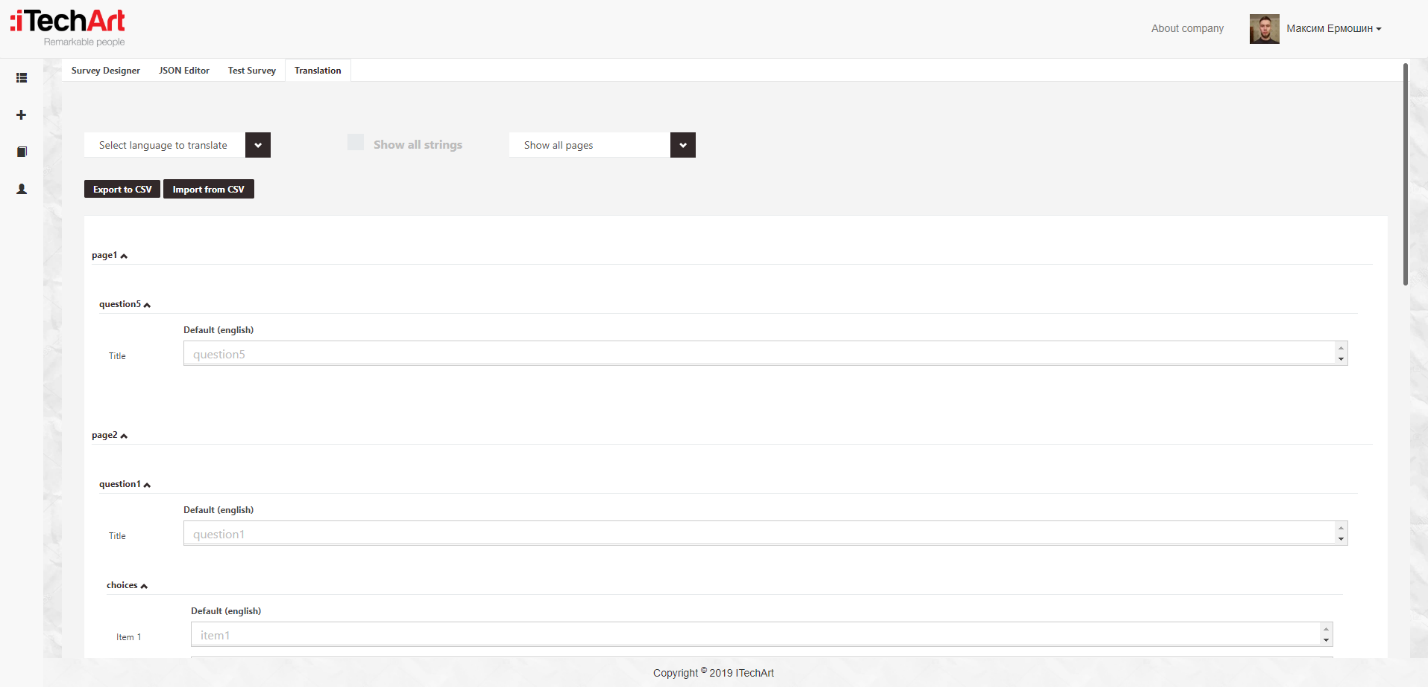 :iTechArt
Remarkable people
About company
Максим Ермошин
Survey Designer JSON Editor Test Survey Translation
Select language to translate Show all strings Show all pages
Export to CSV Import from CSV
page1
question5
Default (english)
Title question5
page2
question1
Default (english)
Title question1
choices
Default (english)
Item 1 item1
Copyright © 2019 ITechArt